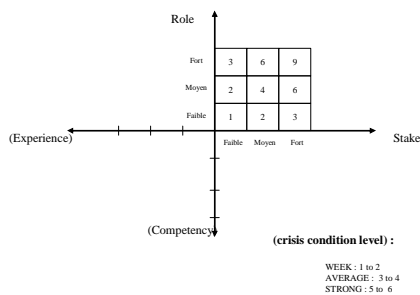 Role
Fort 3 6 9
Moyen 2 4 6
Faible 1 2 3
(Experience) Stake
Faible Moyen Fort
(Competency)
(crisis condition level) :
WEEK : 1 to 2
AVERAGE : 3 to 4
STRONG : 5 to 6